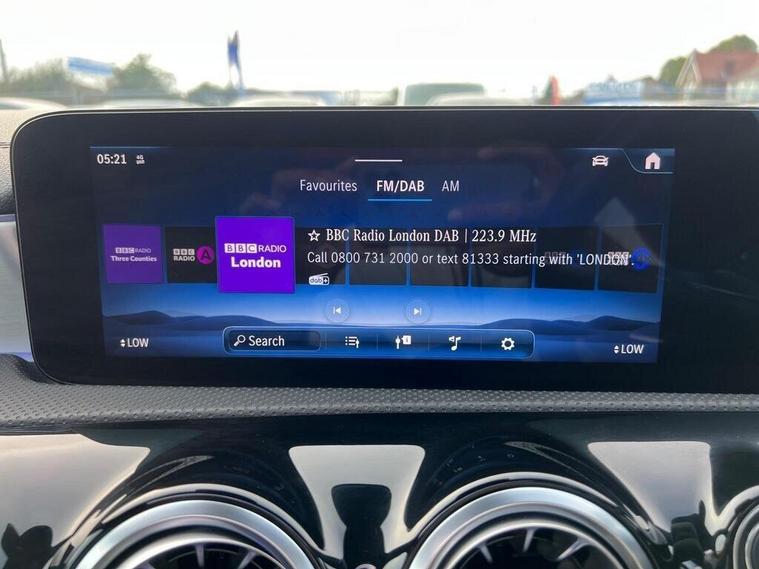 05:21 4G
Favourites FM/DAB AM
BBC RADIO
Three Counties
BBC
RADIO A
BBC RADIO
London
☆ BBC Radio London DAB | 223.9 MHz
Call 0800 731 2000 or text 81333 starting with 'LONDON'.
dab+
LOW
Search
LOW